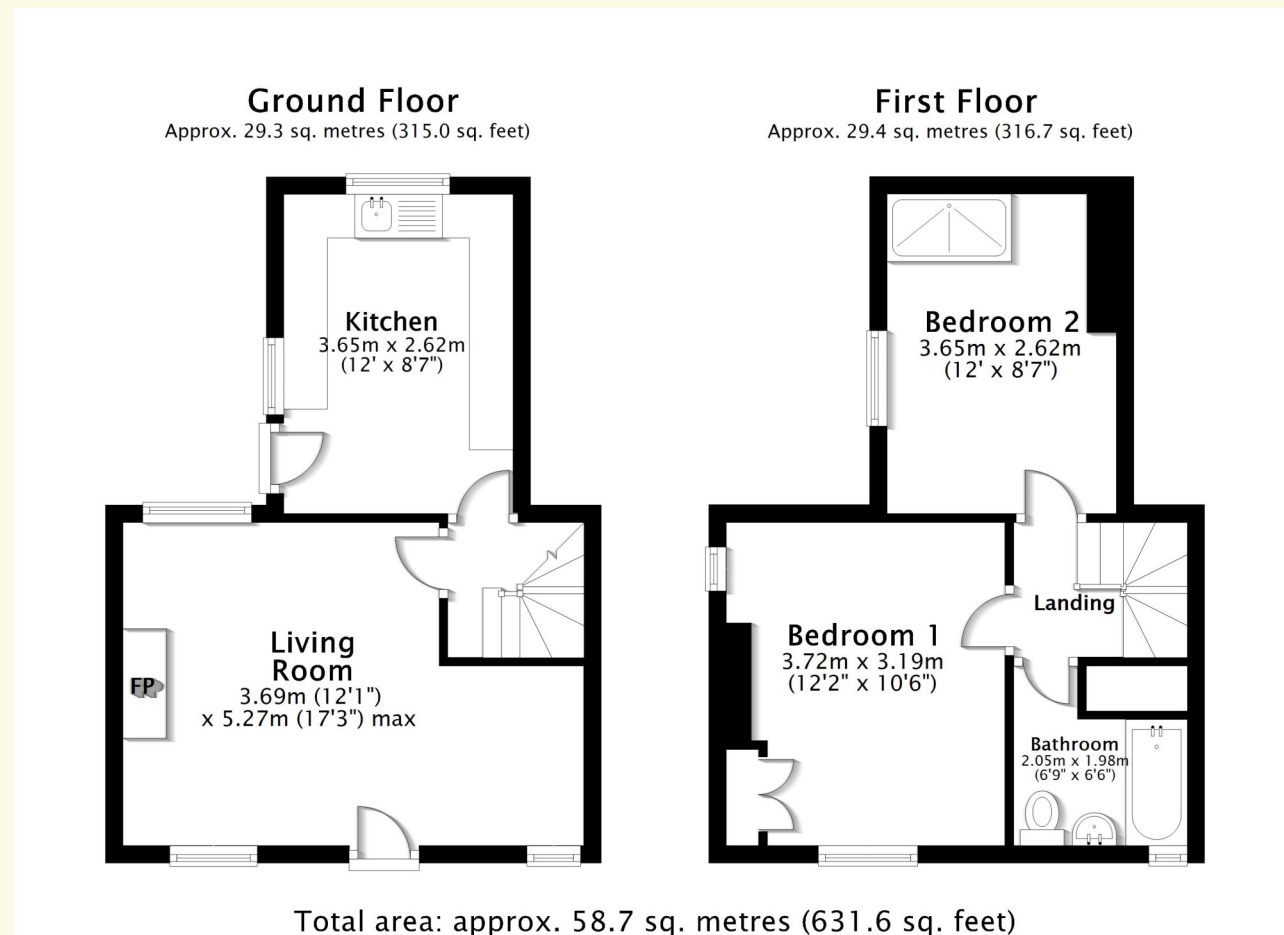 Ground Floor
Approx. 29.3 sq. metres (315.0 sq. feet)
Kitchen
3.65m x 2.62m
(12' x 8'7")
Living
Room
3.69m (12'1")
x 5.27m (17'3") max
FP
First Floor
Approx. 29.4 sq. metres (316.7 sq. feet)
Bedroom 2
3.65m x 2.62m
(12' x 8'7")
Landing
Bedroom 1
3.72m x 3.19m
(12'2" x 10'6")
Bathroom
2.05m x 1.98m
(6'9" x 6'6")
Total area: approx. 58.7 sq. metres (631.6 sq. feet)